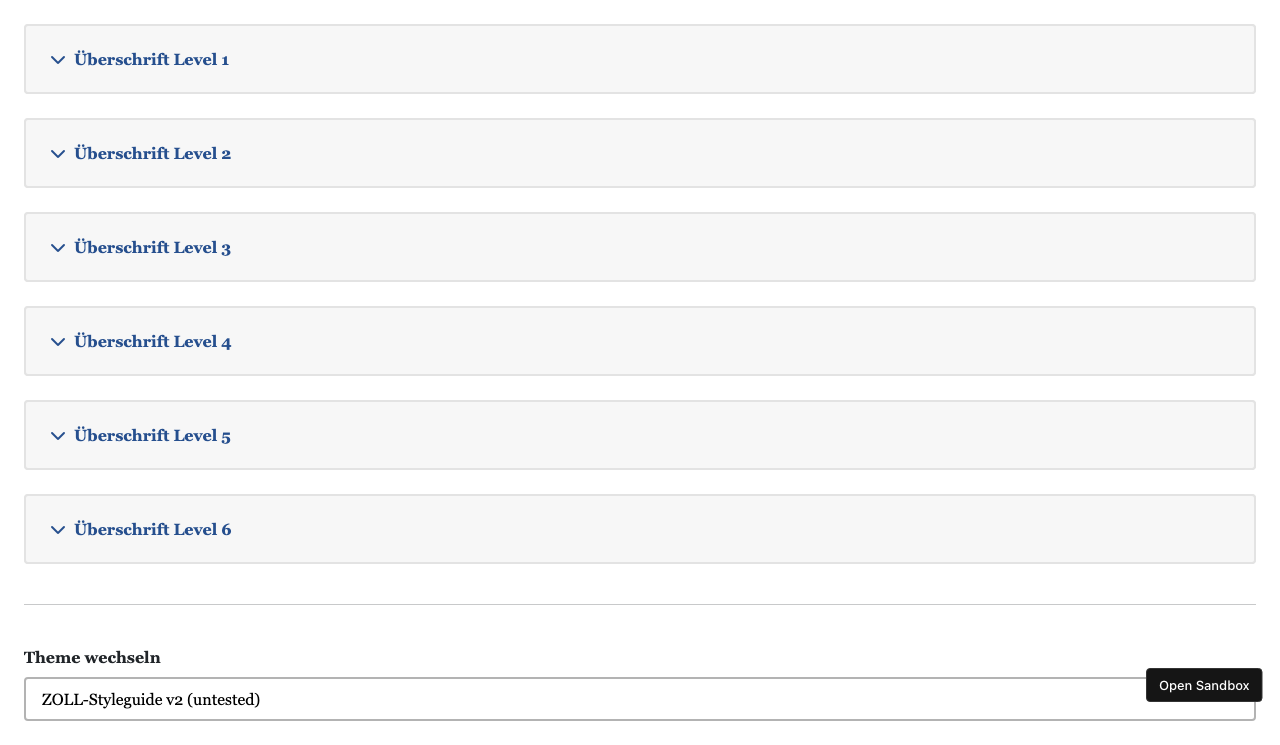 Überschrift Level 1
Überschrift Level 2
Überschrift Level 3
Überschrift Level 4
Überschrift Level 5
Überschrift Level 6
Theme wechseln
ZOLL-Styleguide v2 (untested)
Open Sandbox